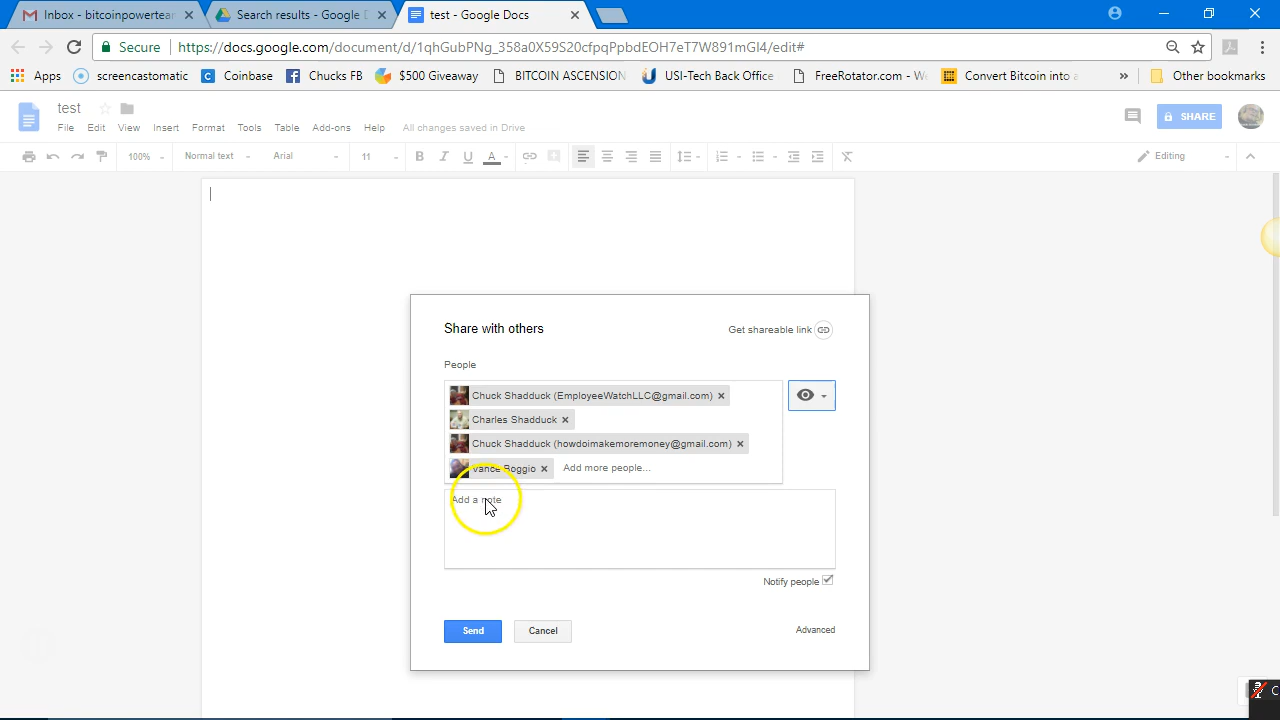 Inbox - bitcoinpowertear
Search results - Google D
test - Google Docs
Secure
https://docs.google.com/document/d/1qhGubPNg_358a0X59S20cfpqPpbdEOH7eT7W891mGl4/edit#
Apps
screencastomatic
Coinbase
Chucks FB
$500 Giveaway
BITCOIN ASCENSION
USI-Tech Back Office
FreeRotator.com - We
Convert Bitcoin into a
»
Other bookmarks
test
SHARE
File Edit View Insert Format Tools Table Add-ons Help All changes saved in Drive
100% Normal text Arial 11 B I U A Editing
Share with others
Get shareable link
People
Chuck Shadduck (EmployeeWatchLLC@gmail.com)
Charles Shadduck
Chuck Shadduck (howdoimakemoremoney@gmail.com)
Vance Boggio
Add more people...
Add a note
Notify people
Send
Cancel
Advanced